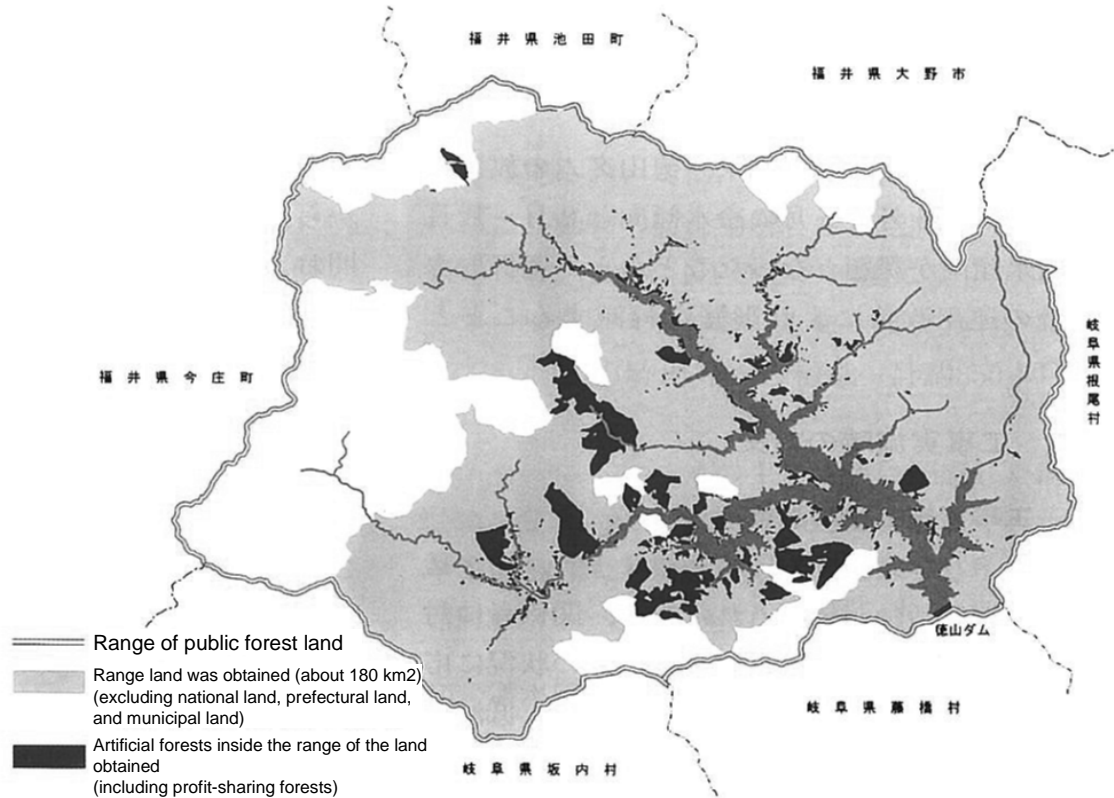 福井県池田町
福井県大野市
福井県今庄町
岐阜県根尾村
徳山ダム
岐阜県藤橋村
岐阜県坂内村
Range of public forest land
Range land was obtained (about 180 km2)
(excluding national land, prefectural land,
and municipal land)
Artificial forests inside the range of the land
obtained
(including profit-sharing forests)